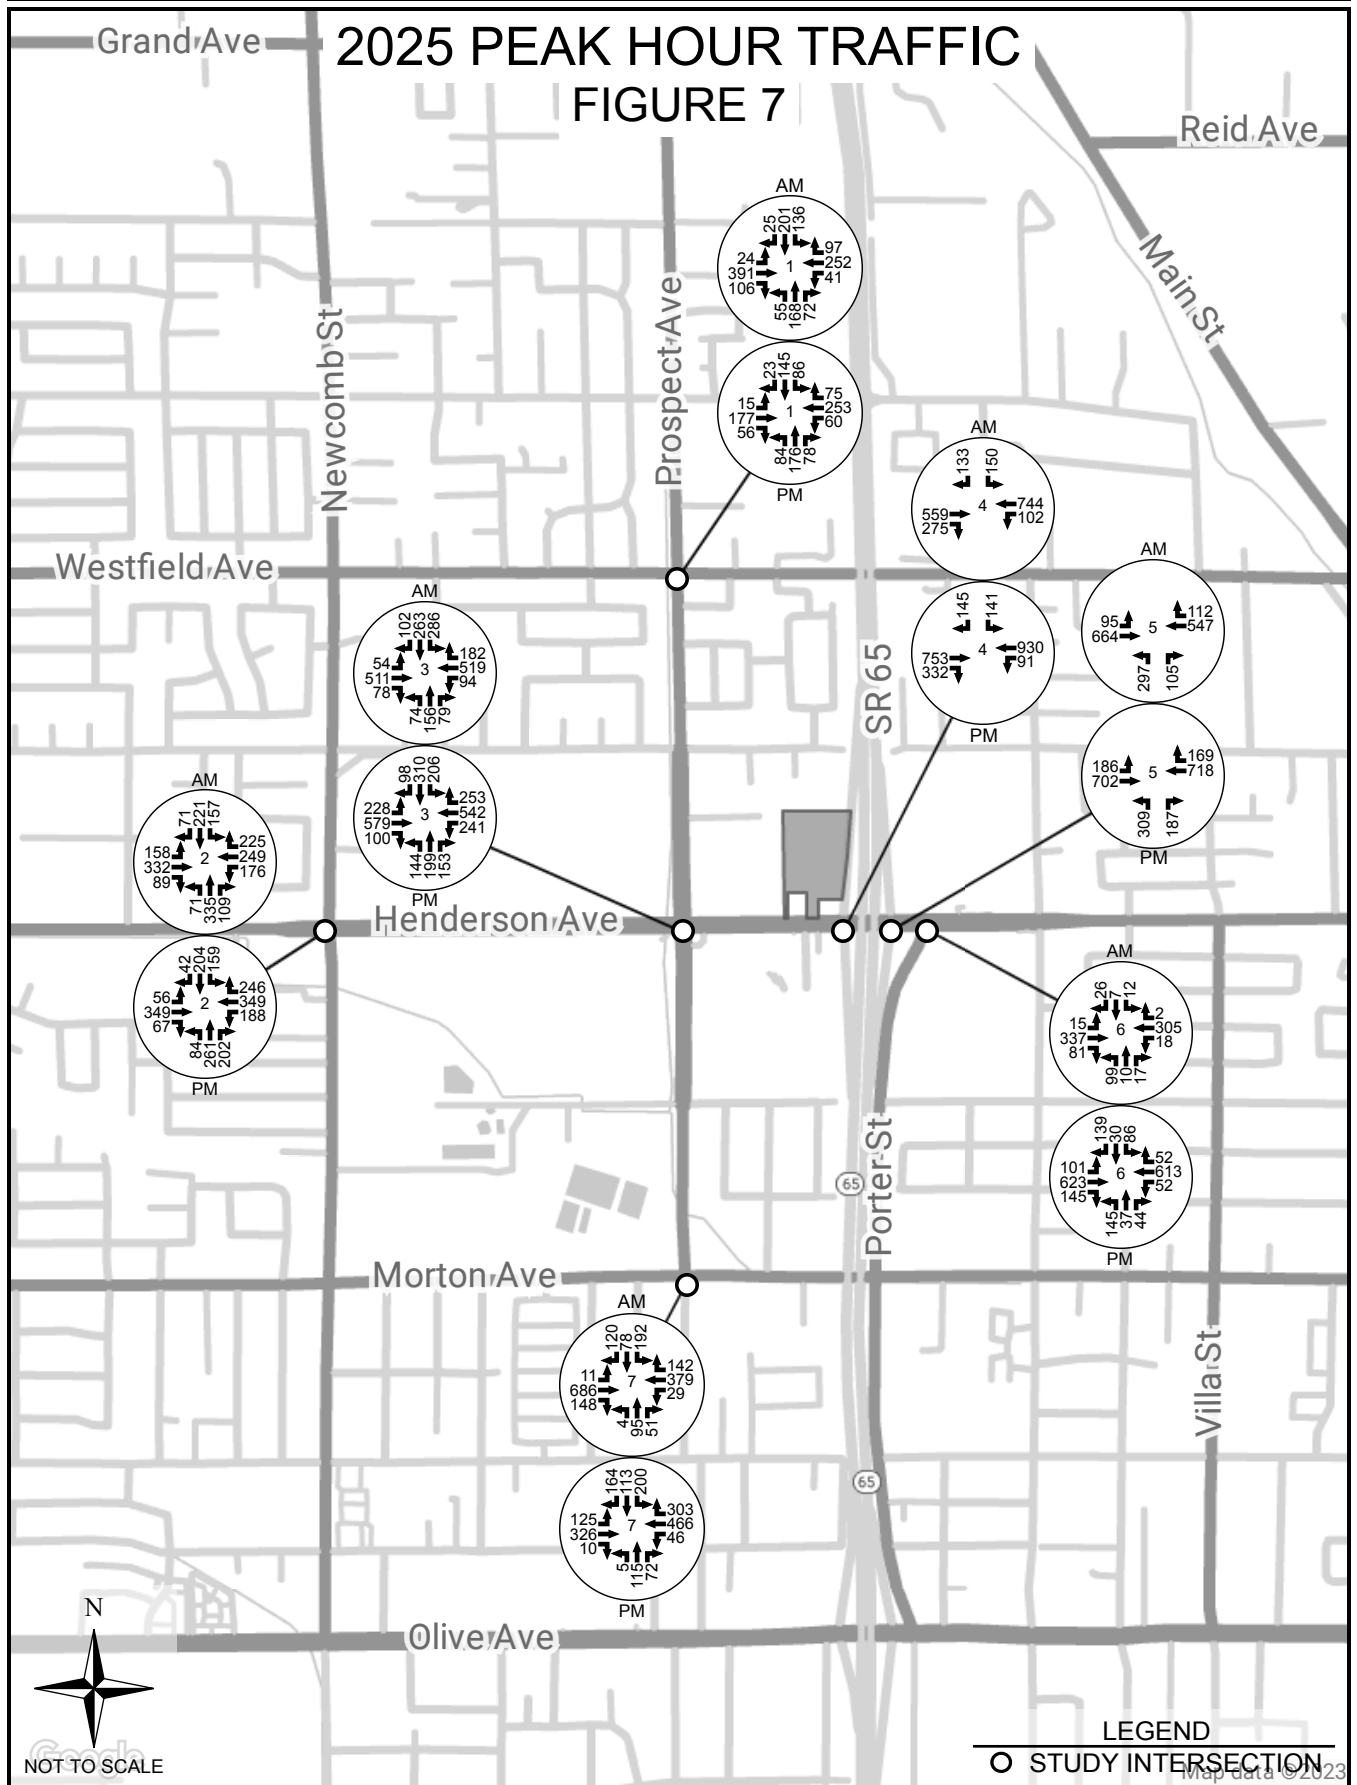 2025 PEAK HOUR TRAFFIC
FIGURE 7
Grand Ave
Reid Ave
Main St
Newcomb St
Prospect Ave
AM
25 201 136
24
391
106
1
97
252
41
55 168 72
23 145 86
15
177
56
1
75
253
60
84 176 78
PM
AM
133 150
559
275
4
744
102
145 141
753
332
4
930
91
PM
Westfield Ave
SR 65
AM
95
664
5
112
547
297 105
186
702
5
169
718
309 187
PM
AM
102 263 286
54
511
78
3
182
519
94
74 156 79
98 310 206
228
579
100
3
253
542
241
144 199 153
PM
AM
71 221 157
158
332
89
2
225
249
176
71 335 109
42 204 159
56
349
67
2
246
349
188
84 261 202
PM
Henderson Ave
AM
26 7 12
15
337
81
6
2
305
18
99 10 17
139 30 86
101
623
145
6
52
613
52
145 37 44
PM
65
Porter St
Morton Ave
Villa St
AM
120 78 192
11
686
148
7
142
379
29
4 95 51
164 113 200
125
326
10
7
303
466
46
5 115 72
PM
65
Olive Ave
N
Google
NOT TO SCALE
LEGEND
STUDY INTERSECTION
Map data ©2023